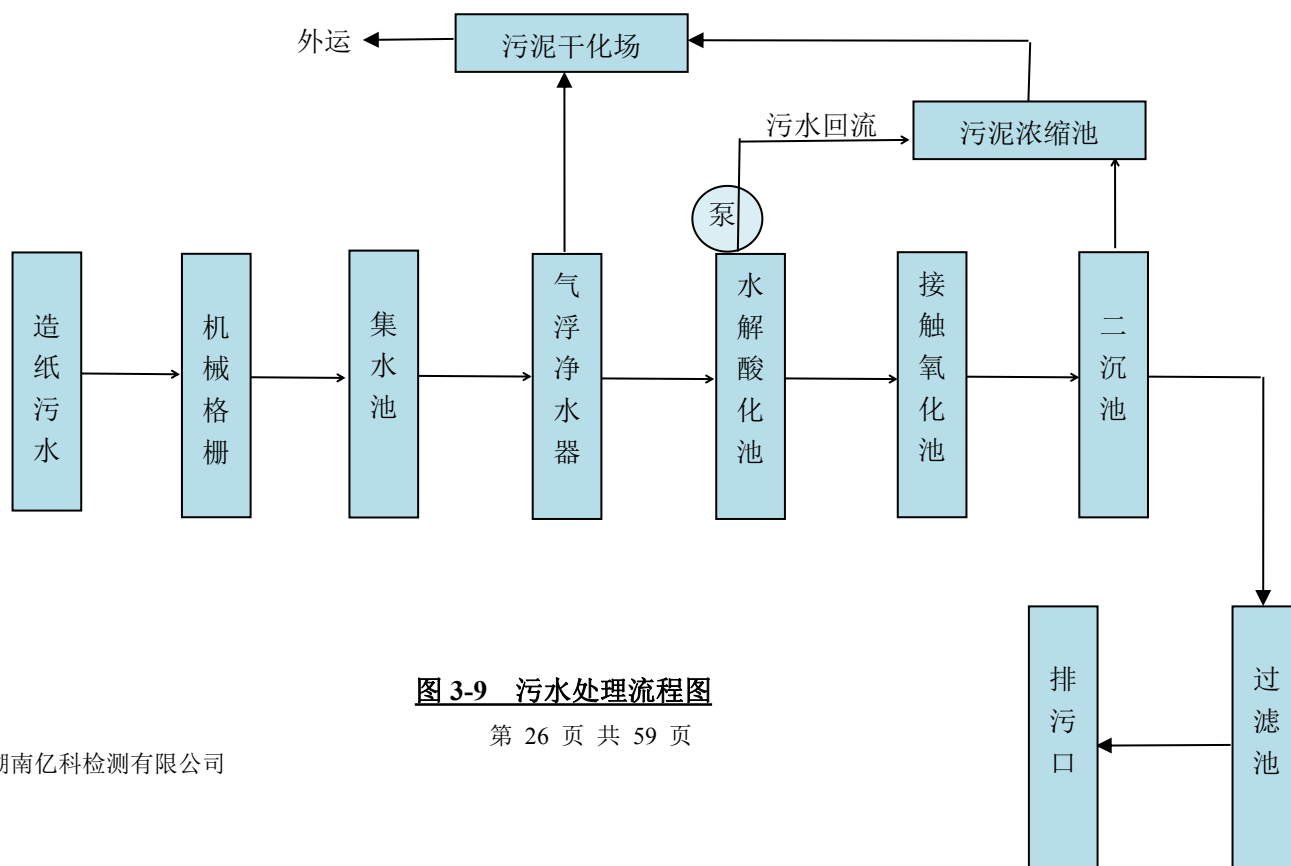 外运
污泥干化场
污水回流
污泥浓缩池
泵
造纸污水
机械格栅
集水池
气浮净水器
水解酸化池
接触氧化池
二沉池
排污口
过滤池
图 3-9 污水处理流程图
第 26 页 共 59 页
湖南亿科检测有限公司